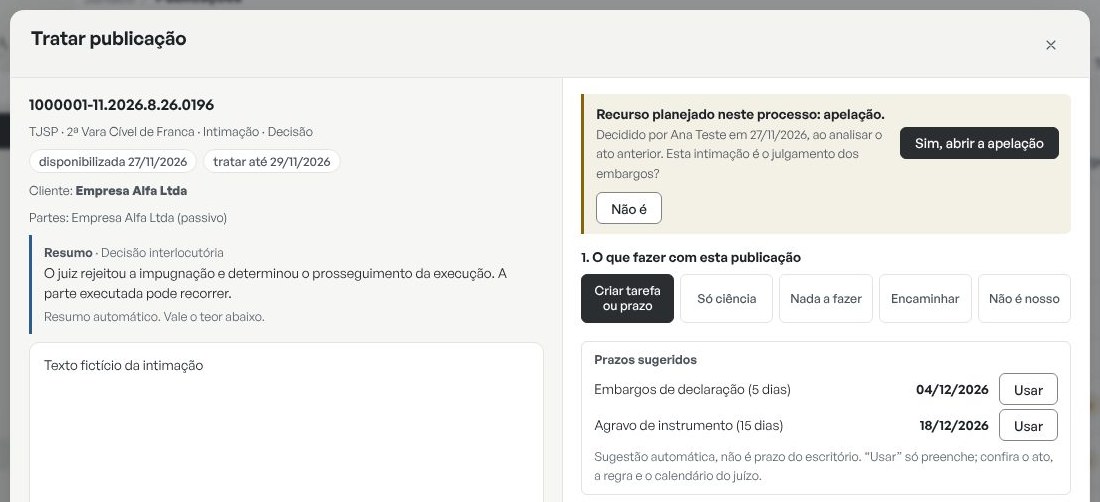 Tratar publicação
×
1000001-11.2026.8.26.0196
TJSP · 2ª Vara Cível de Franca · Intimação · Decisão
disponibilizada 27/11/2026
tratar até 29/11/2026
Cliente: Empresa Alfa Ltda
Partes: Empresa Alfa Ltda (passivo)
Resumo · Decisão interlocutória
O juiz rejeitou a impugnação e determinou o prosseguimento da execução. A
parte executada pode recorrer.
Resumo automático. Vale o teor abaixo.
Texto fictício da intimação
Recurso planejado neste processo: apelação.
Decidido por Ana Teste em 27/11/2026, ao analisar o
ato anterior. Esta intimação é o julgamento dos
embargos?
Sim, abrir a apelação
Não é
1. O que fazer com esta publicação
Criar tarefa
ou prazo
Só ciência
Nada a fazer
Encaminhar
Não é nosso
Prazos sugeridos
Embargos de declaração (5 dias)
04/12/2026
Usar
Agravo de instrumento (15 dias)
18/12/2026
Usar
Sugestão automática, não é prazo do escritório. “Usar” só preenche; confira o ato,
a regra e o calendário do juízo.